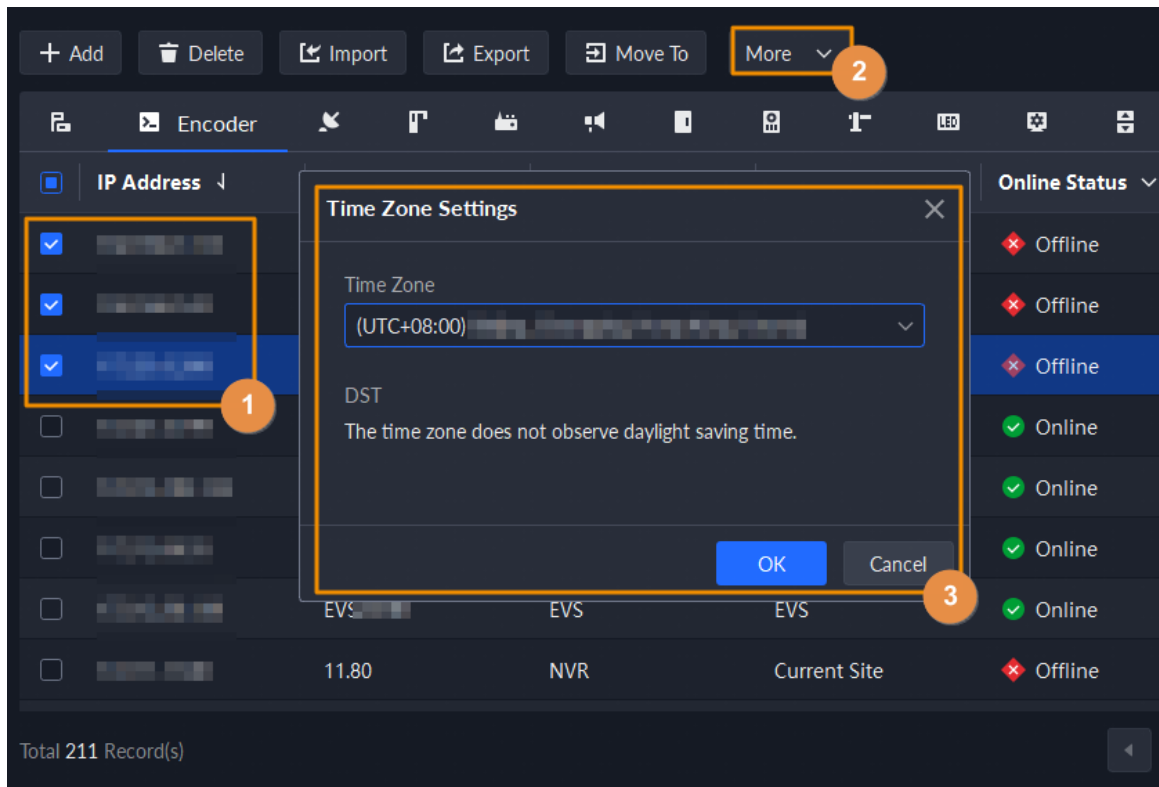 Add Delete Import Export Move To More
2
Encoder LED
IP Address Online Status
Time Zone Settings
Offline
Time Zone
Offline
(UTC+08:00)
Offline
1
DST
The time zone does not observe daylight saving time.
Online
Online
OK Cancel
Online
3
EVS EVS EVS Online
11.80 NVR Current Site Offline
Total 211 Record(s)